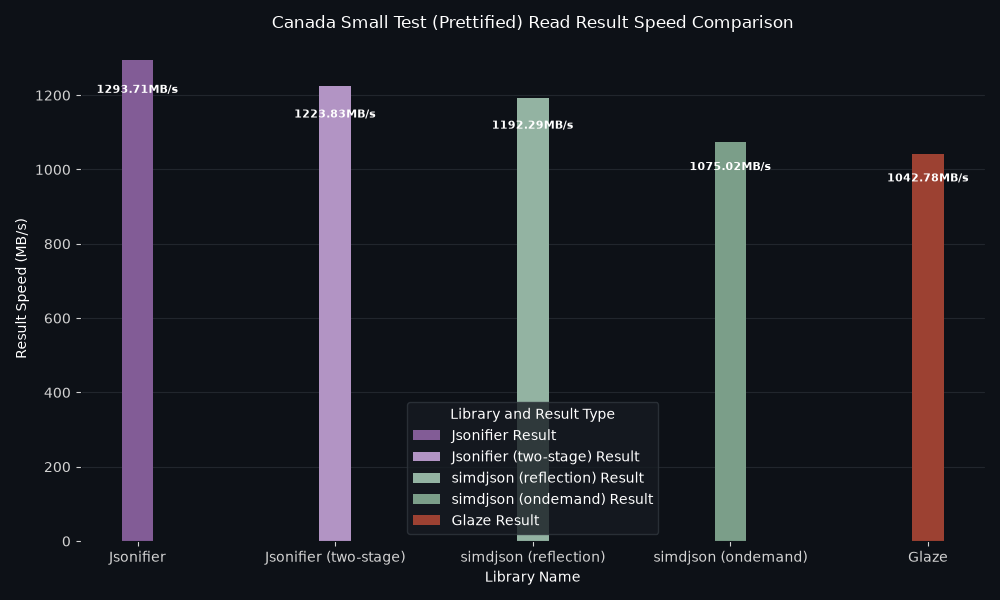 Canada Small Test (Prettified) Read Result Speed Comparison
Result Speed (MB/s)
1200
1000
800
600
400
200
0
1293.71MB/s
1223.83MB/s
1192.29MB/s
1075.02MB/s
1042.78MB/s
Library and Result Type
Jsonifier Result
Jsonifier (two-stage) Result
simdjson (reflection) Result
simdjson (ondemand) Result
Glaze Result
Jsonifier
Jsonifier (two-stage)
simdjson (reflection)
simdjson (ondemand)
Glaze
Library Name